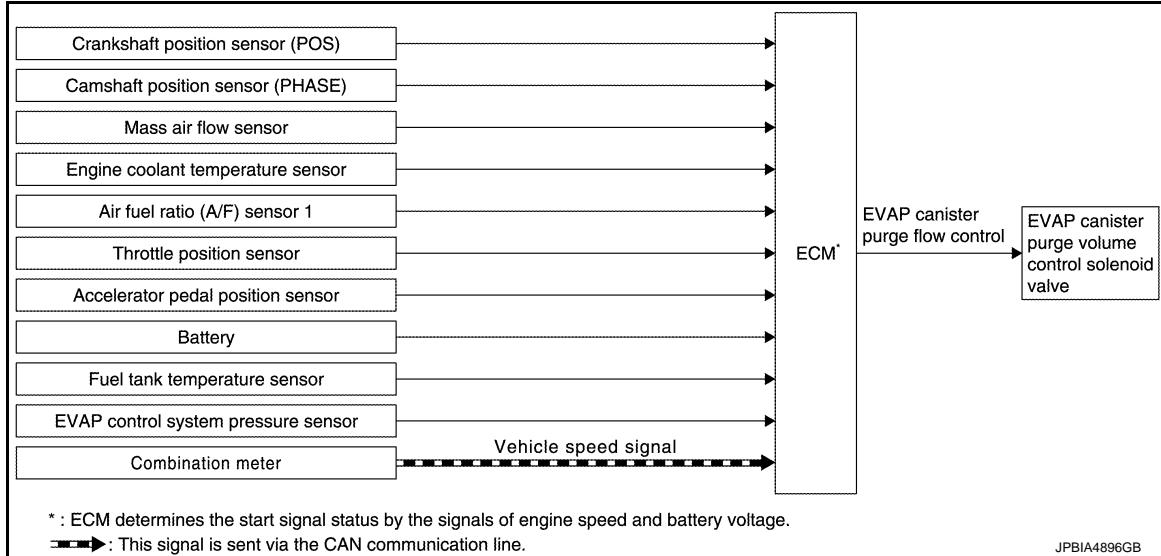 Crankshaft position sensor (POS)
Camshaft position sensor (PHASE)
Mass air flow sensor
Engine coolant temperature sensor
Air fuel ratio (A/F) sensor 1
Throttle position sensor
Accelerator pedal position sensor
Battery
Fuel tank temperature sensor
EVAP control system pressure sensor
Combination meter
Vehicle speed signal
ECM*
EVAP canister
purge flow control
EVAP canister
purge volume
control solenoid
valve
* : ECM determines the start signal status by the signals of engine speed and battery voltage.
: This signal is sent via the CAN communication line.
JPBIA4896GB